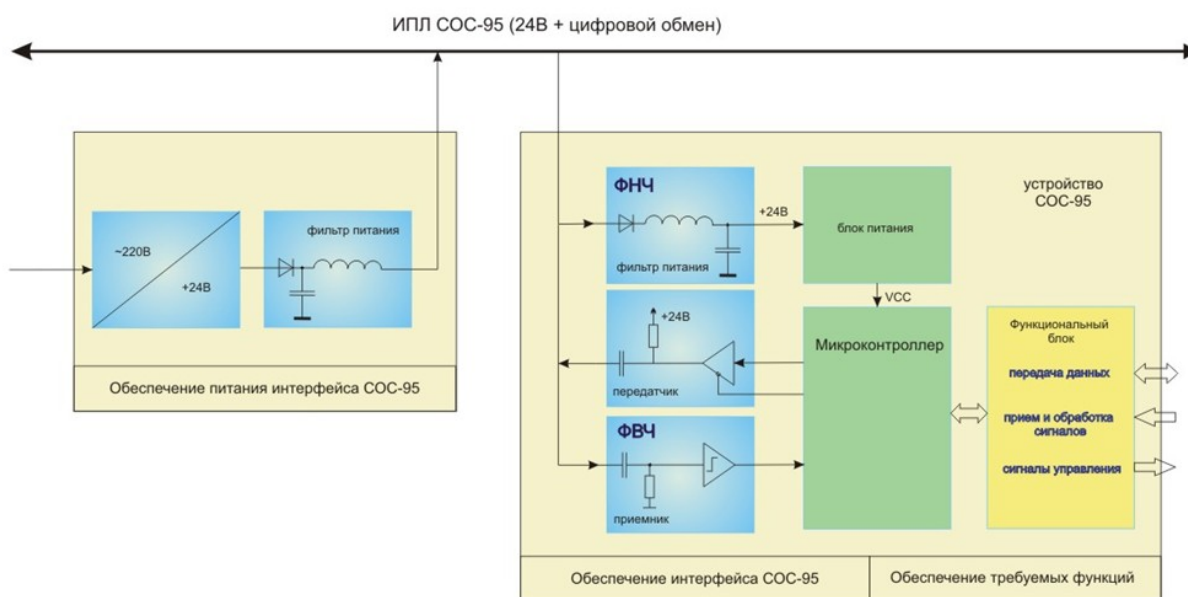 ИПЛ СОС-95 (24В + цифровой обмен)
~220В
+24В
фильтр питания
Обеспечение питания интерфейса СОС-95
ФНЧ
+24В
фильтр питания
блок питания
устройство
СОС-95
VCC
+24В
передатчик
Микроконтроллер
Функциональный
блок
передача данных
прием и обработка
сигналов
сигналы управления
ФВЧ
приемник
Обеспечение интерфейса СОС-95
Обеспечение требуемых функций